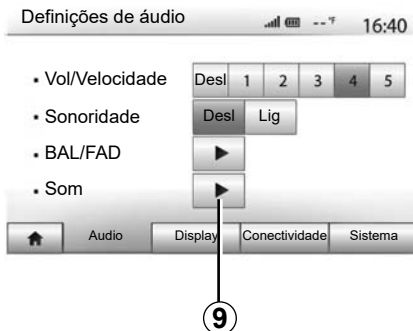 Definições de áudio -- °F 16:40
• Vol/Velocidade Desl 1 2 3 4 5
• Sonoridade Desl Lig
• BAL/FAD
• Som
Audio Display Conectividade Sistema
9